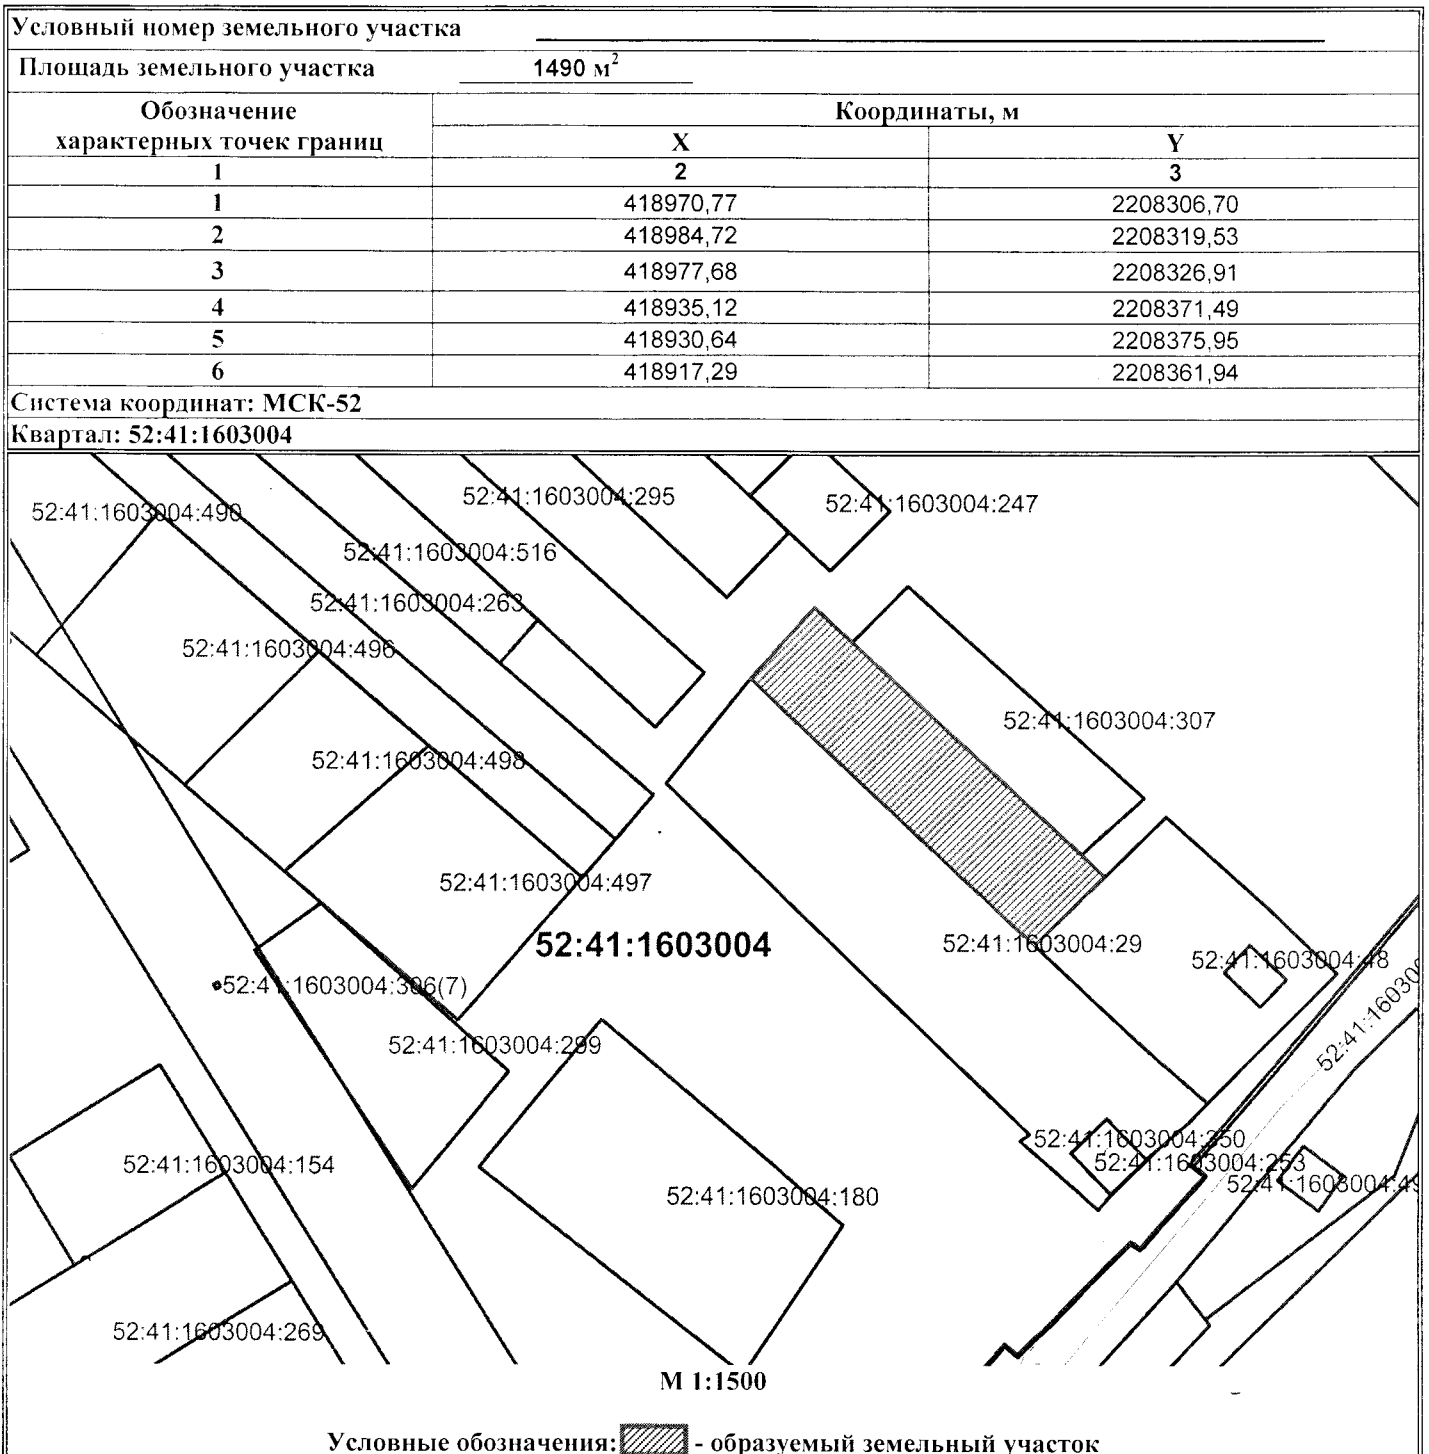 Условный номер земельного участка
Площадь земельного участка 1490 м²
Обозначение характерных точек границ Координаты, м
X Y
1 2 3
1 418970,77 2208306,70
2 418984,72 2208319,53
3 418977,68 2208326,91
4 418935,12 2208371,49
5 418930,64 2208375,95
6 418917,29 2208361,94
Система координат: МСК-52
Квартал: 52:41:1603004
52:41:1603004:490
52:41:1603004:295
52:41:1603004:247
52:41:1603004:516
52:41:1603004:263
52:41:1603004:496
52:41:1603004:307
52:41:1603004:498
52:41:1603004:497
52:41:1603004
52:41:1603004:29
52:41:1603004:48
52:41:1603004:306(7)
52:41:16030
52:41:1603004:299
52:41:1603004:350
52:41:1603004:154
52:41:1603004:253
52:41:1603004:49
52:41:1603004:180
52:41:1603004:269
М 1:1500
Условные обозначения: - образуемый земельный участок